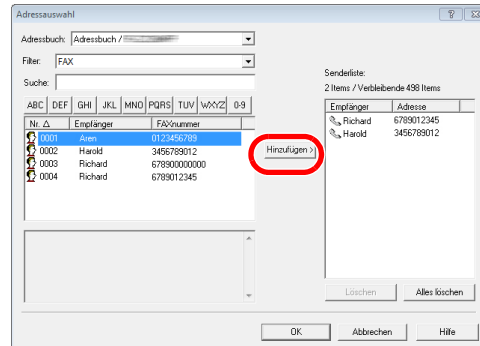 Adressauswahl
Adressbuch: Adressbuch /
Filter: FAX
Suche:
ABC DEF GHI JKL MNO PQRS TUV WXYZ 0-9
Nr. Δ Empfänger FAXnummer
0001 Aren 0123456789
0002 Harold 3456789012
0003 Richard 678900000000
0004 Richard 6789012345
Hinzufügen >
Senderliste:
2 Items / Verbleibende 498 Items
Empfänger Adresse
Richard 6789012345
Harold 3456789012
Löschen Alles löschen
OK Abbrechen Hilfe